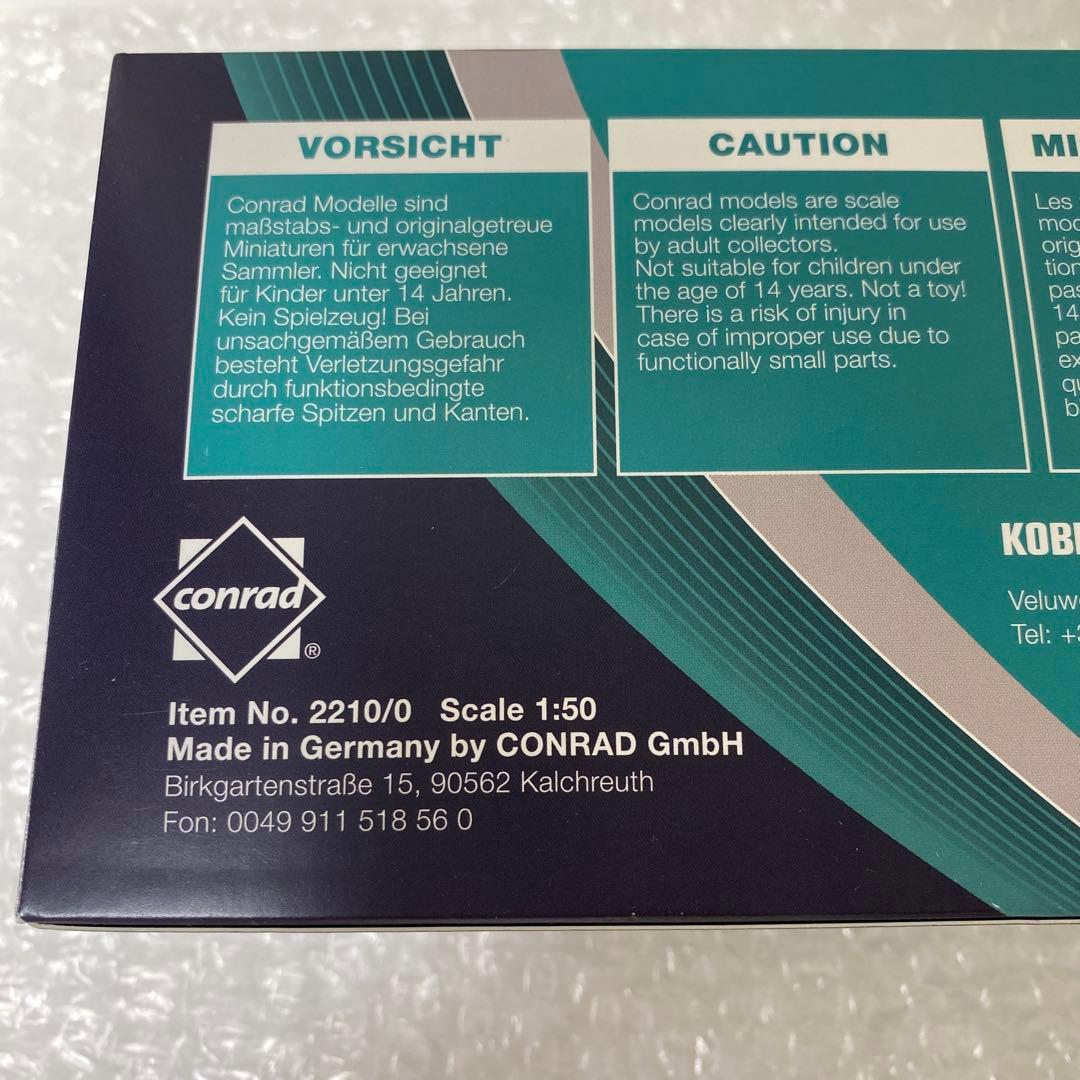 VORSICHT
Conrad Modelle sind
maßstabs- und originalgetreue
Miniaturen für erwachsene
Sammler. Nicht geeignet
für Kinder unter 14 Jahren.
Kein Spielzeug! Bei
unsachgemäßem Gebrauch
besteht Verletzungsgefahr
durch funktionsbedingte
scharfe Spitzen und Kanten.
CAUTION
Conrad models are scale
models clearly intended for use
by adult collectors.
Not suitable for children under
the age of 14 years. Not a toy!
There is a risk of injury in
case of improper use due to
functionally small parts.
Les
14
conrad
®
Item No. 2210/0 Scale 1:50
Made in Germany by CONRAD GmbH
Birkgartenstraße 15, 90562 Kalchreuth
Fon: 0049 911 518 56 0
Tel: